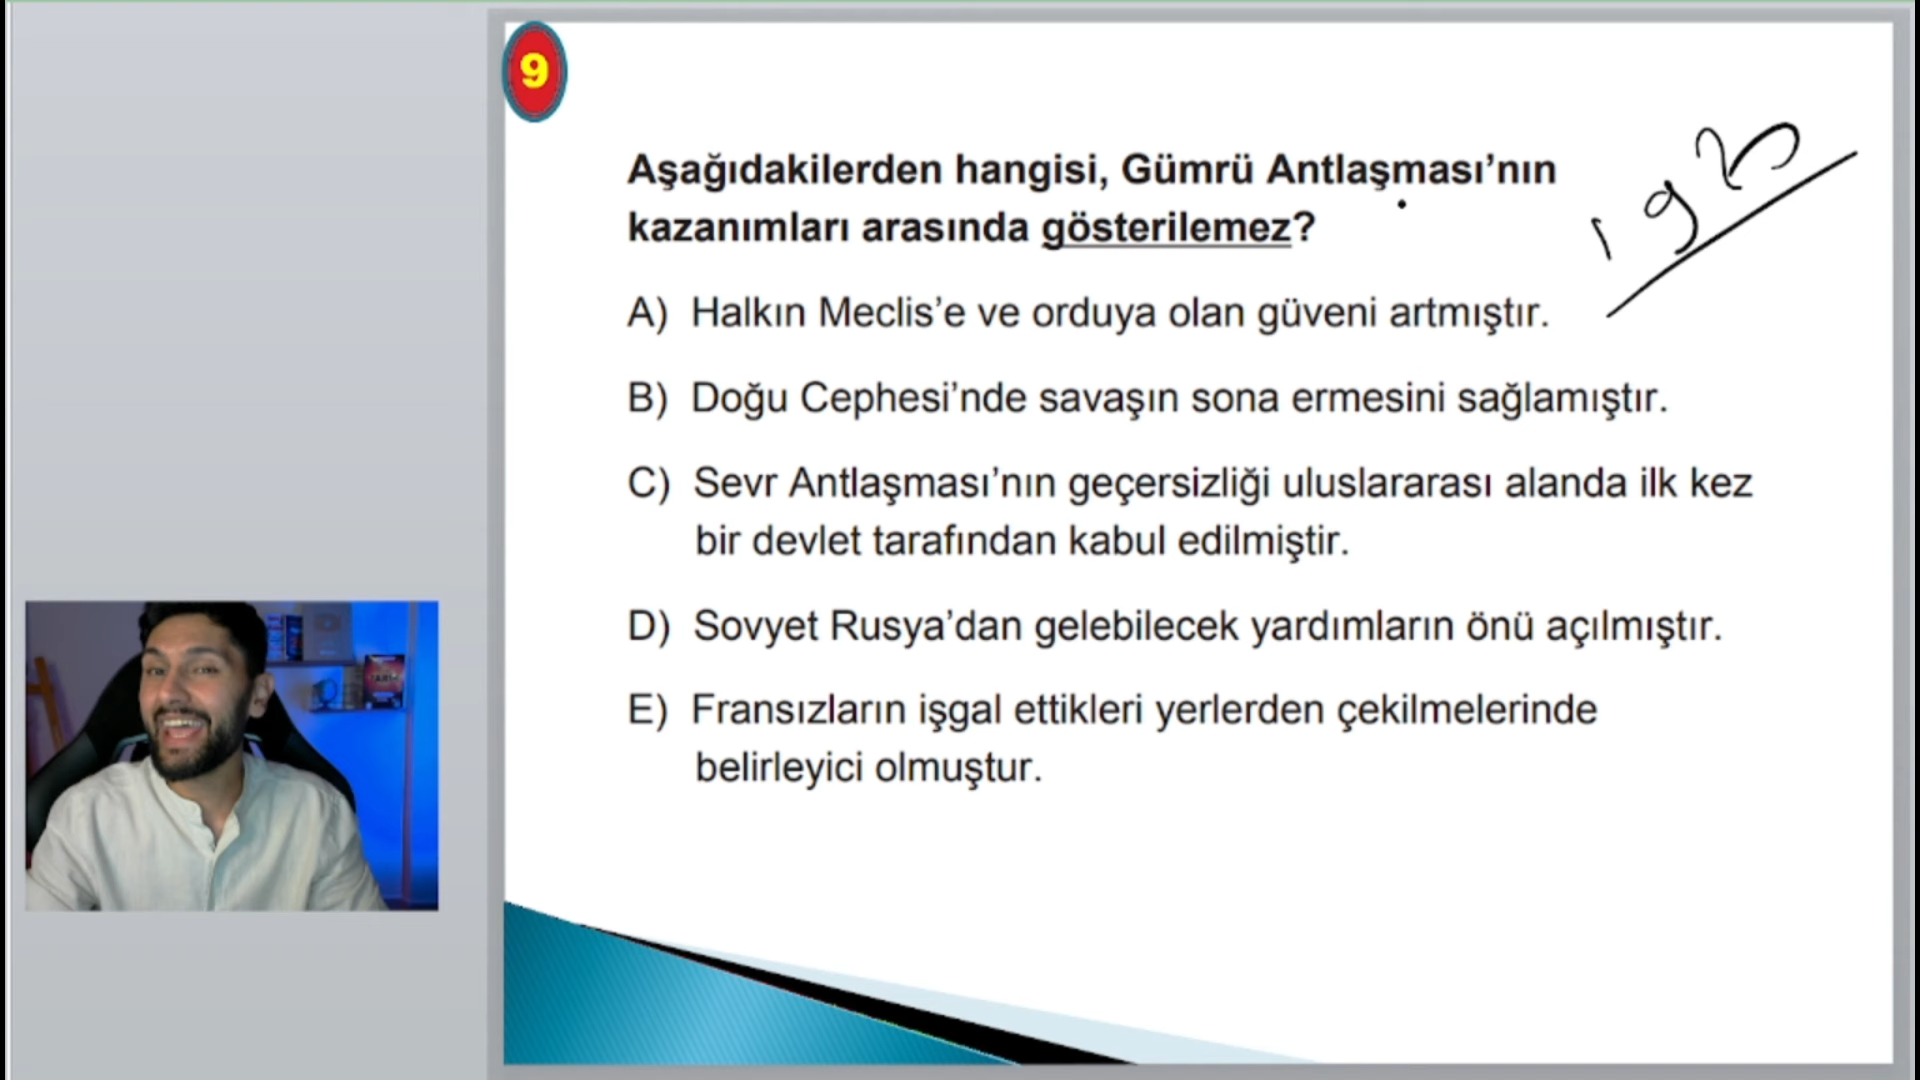 9
Aşağıdakilerden hangisi, Gümrü Antlaşması’nın
kazanımları arasında gösterilemez?
A) Halkın Meclis’e ve orduya olan güveni artmıştır.
B) Doğu Cephesi’nde savaşın sona ermesini sağlamıştır.
C) Sevr Antlaşması’nın geçersizliği uluslararası alanda ilk kez
bir devlet tarafından kabul edilmiştir.
D) Sovyet Rusya’dan gelebilecek yardımların önü açılmıştır.
E) Fransızların işgal ettikleri yerlerden çekilmelerinde
belirleyici olmuştur.